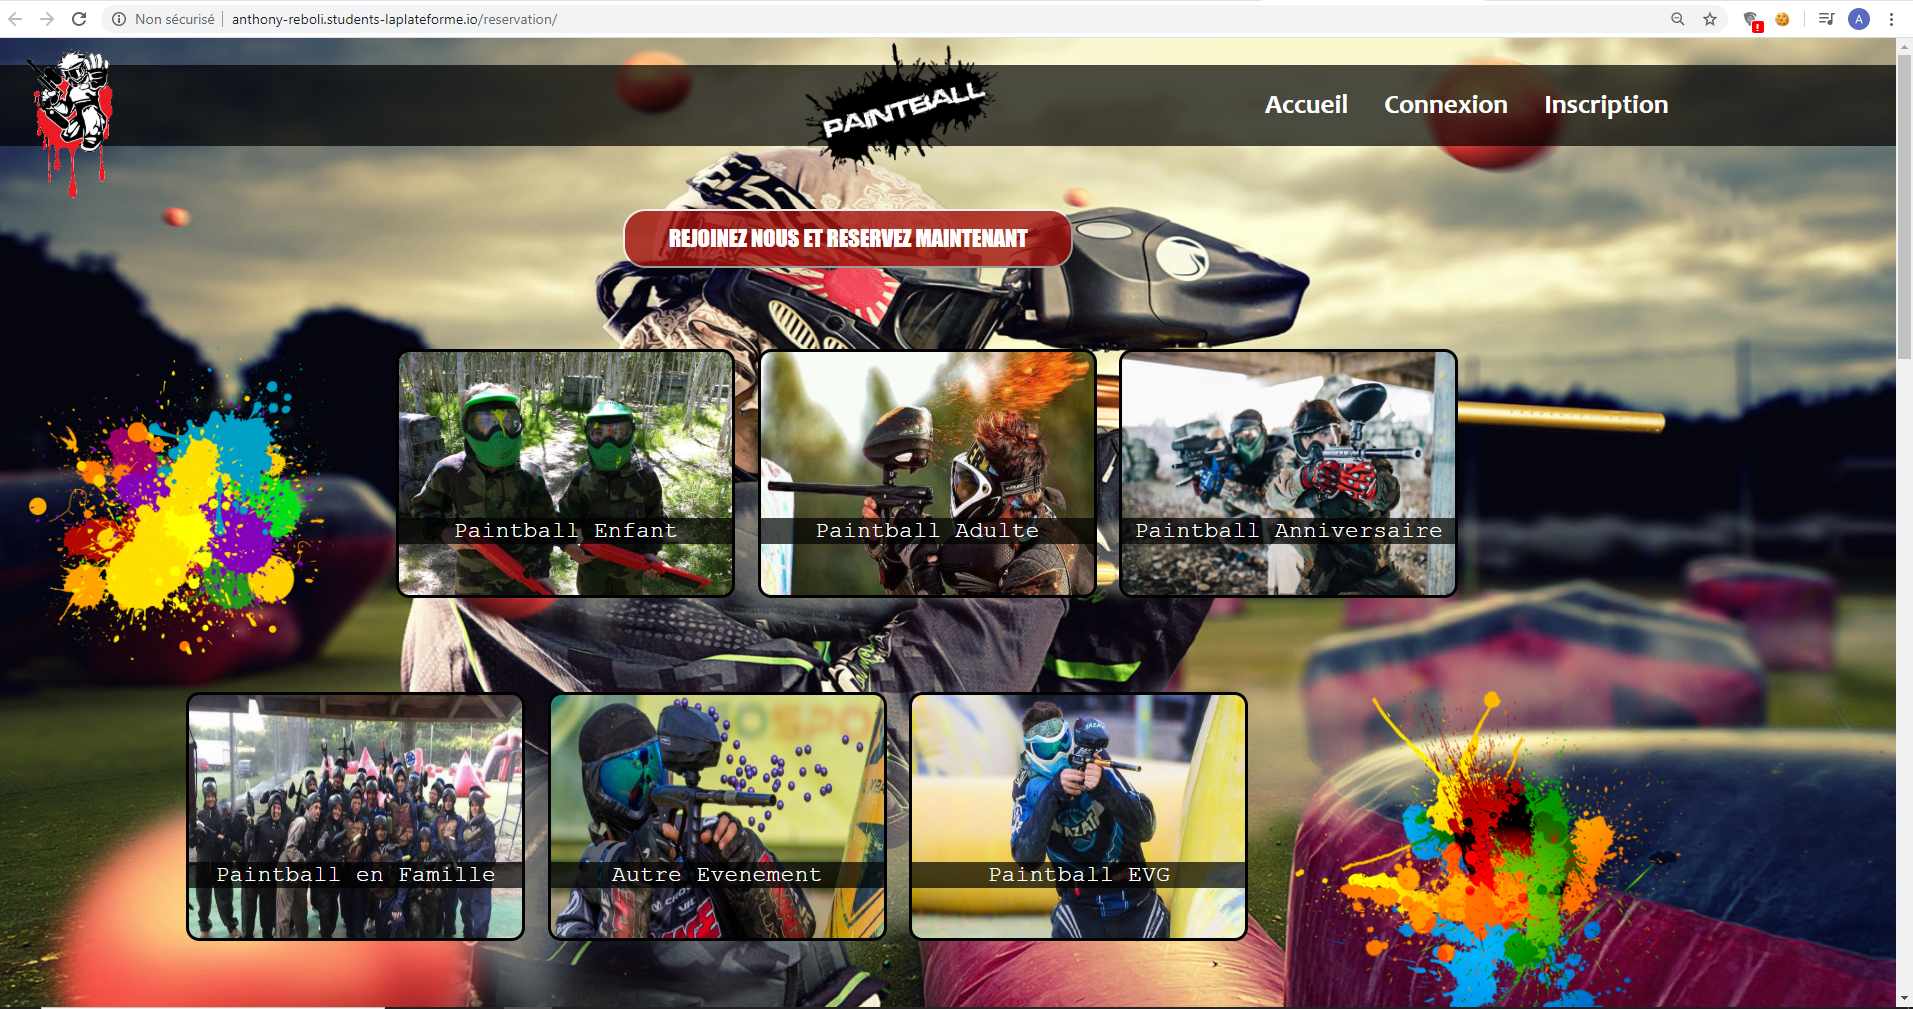 Non sécurisé | anthony-reboli.students-laplateforme.io/reservation/
A
PAINTBALL
Accueil Connexion Inscription
REJOINEZ NOUS ET RESERVEZ MAINTENANT
Paintball Enfant
Paintball Adulte
Paintball Anniversaire
Paintball en Famille
Autre Evenement
Paintball EVG